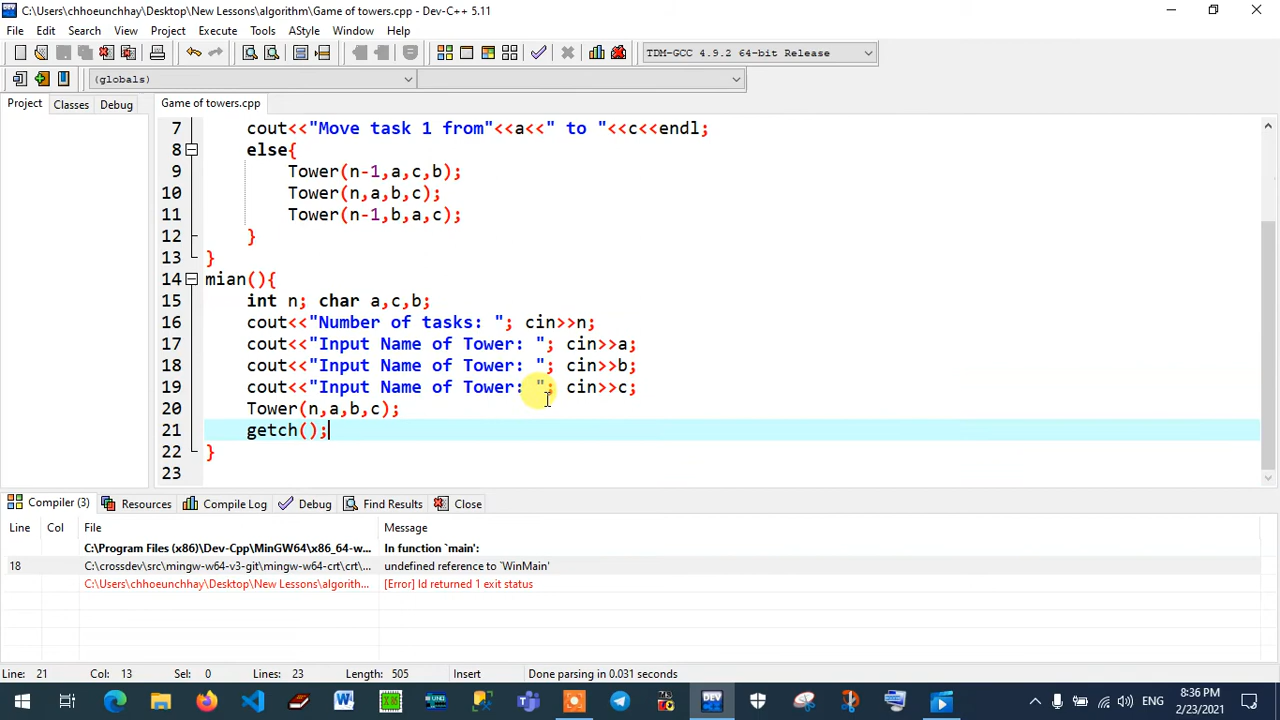 C:\Users\chhoeunchhay\Desktop\New Lessons\algorithm\Game of towers.cpp - Dev-C++ 5.11
File Edit Search View Project Execute Tools AStyle Window Help
TDM-GCC 4.9.2 64-bit Release
(globals)
Project Classes Debug Game of towers.cpp
7 cout<<"Move task 1 from"<<a<<" to "<<c<<endl;
8 else{
9 Tower(n-1,a,c,b);
10 Tower(n,a,b,c);
11 Tower(n-1,b,a,c);
12 }
13 }
14 mian(){
15 int n; char a,c,b;
16 cout<<"Number of tasks: "; cin>>n;
17 cout<<"Input Name of Tower: "; cin>>a;
18 cout<<"Input Name of Tower: "; cin>>b;
19 cout<<"Input Name of Tower: "; cin>>c;
20 Tower(n,a,b,c);
21 getch();
22 }
23
Compiler (3) Resources Compile Log Debug Find Results Close
Line Col File Message
C:\Program Files (x86)\Dev-Cpp\MinGW64\x86_64-w... In function `main':
18 C:\crossdev\src\mingw-w64-v3-git\mingw-w64-crt\crt\... undefined reference to `WinMain'
C:\Users\chhoeunchhay\Desktop\New Lessons\algorith... [Error] ld returned 1 exit status
Line: 21 Col: 13 Sel: 0 Lines: 23 Length: 505 Insert Done parsing in 0.031 seconds
DEV ENG 8:36 PM
2/23/2021